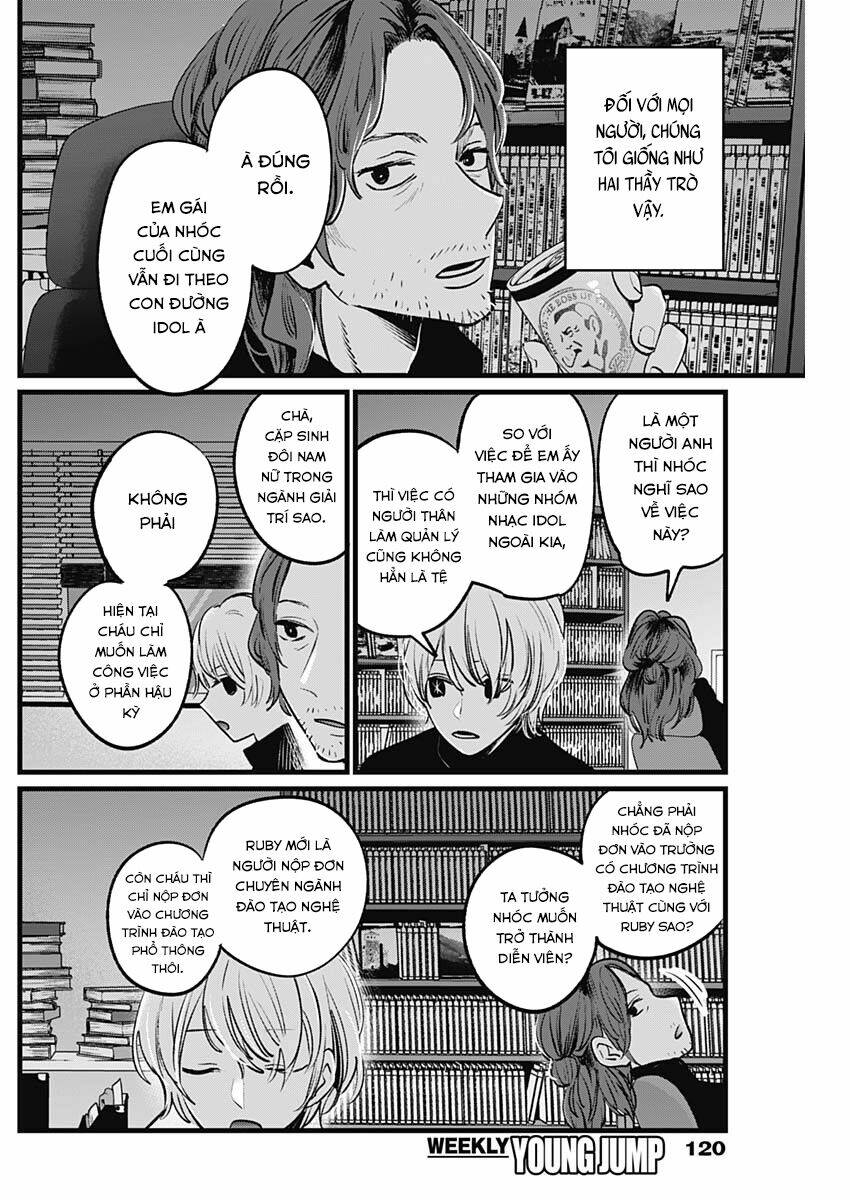 ĐỐI VỚI MỌI
NGƯỜI, CHÚNG
TÔI GIỐNG NHƯ
HAI THẦY TRÒ
VẬY.
À ĐÚNG
RỒI.
EM GÁI
CỦA NHÓC
CUỐI CÙNG
VẪN ĐI THEO
CON ĐƯỜNG
IDOL À
THE BOSS OF
LÀ MỘT
NGƯỜI ANH
THÌ NHÓC
NGHĨ SAO
VỀ VIỆC
NÀY?
SO VỚI
VIỆC ĐỂ EM ẤY
THAM GIA VÀO
NHỮNG NHÓM
NHẠC IDOL
NGOÀI KIA,
THÌ VIỆC CÓ
NGƯỜI THÂN
LÀM QUẢN LÝ
CŨNG KHÔNG
HẲN LÀ TỆ
CHÀ,
CẶP SINH
ĐÔI NAM
NỮ TRONG
NGÀNH GIẢI
TRÍ SAO.
KHÔNG
PHẢI
HIỆN TẠI
CHÁU CHỈ
MUỐN LÀM
CÔNG VIỆC
Ở PHẦN HẬU
KỲ
CHẲNG PHẢI
NHÓC ĐÃ NỘP
ĐƠN VÀO TRƯỜNG
CÓ CHƯƠNG TRÌNH
ĐÀO TẠO NGHỆ
THUẬT CÙNG VỚI
RUBY SAO?
TA TƯỞNG
NHÓC MUỐN
TRỞ THÀNH
DIỄN VIÊN?
RUBY MỚI LÀ
NGƯỜI NỘP ĐƠN
CHUYÊN NGÀNH
ĐÀO TẠO NGHỆ
THUẬT.
CÒN CHÁU THÌ
CHỈ NỘP ĐƠN
VÀO CHƯƠNG
TRÌNH ĐÀO TẠO
PHỔ THÔNG
THÔI.
WEEKLY YOUNG JUMP 120